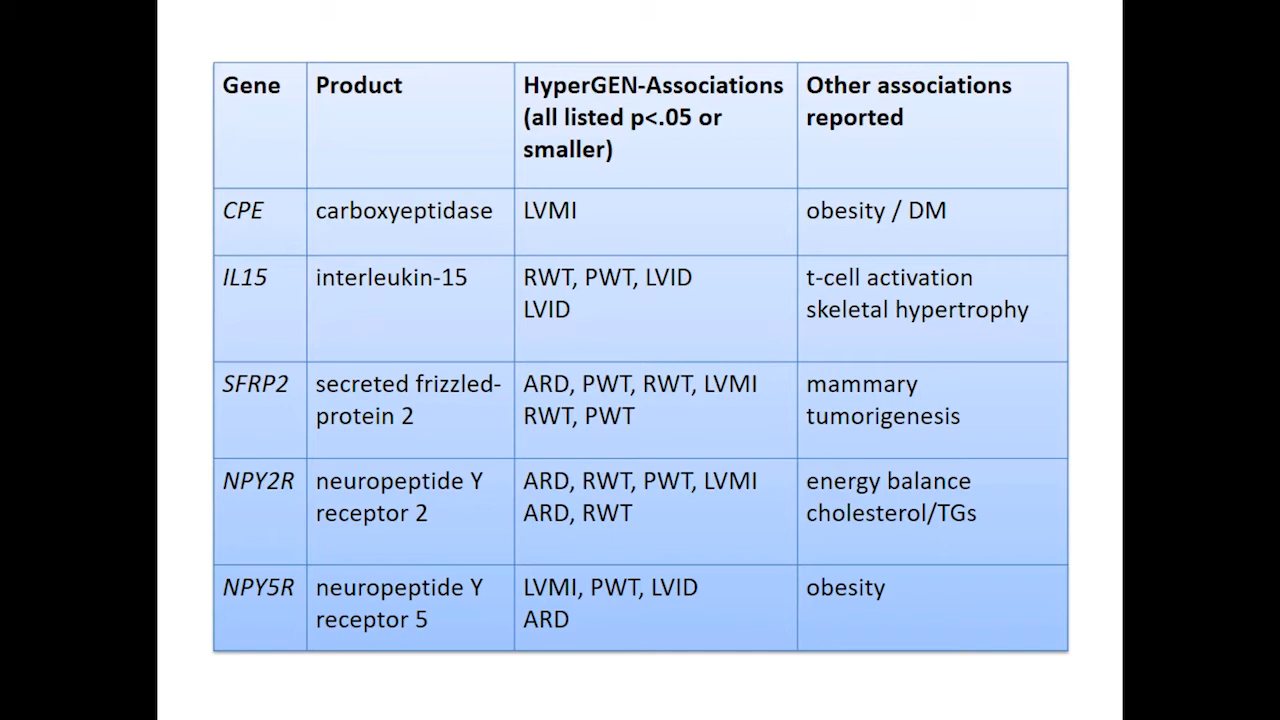 Gene
Product
HyperGEN-Associations
(all listed p<.05 or
smaller)
Other associations
reported
CPE
carboxyeptidase
LVMI
obesity / DM
IL15
interleukin-15
RWT, PWT, LVID
LVID
t-cell activation
skeletal hypertrophy
SFRP2
secreted frizzled-
protein 2
ARD, PWT, RWT, LVMI
RWT, PWT
mammary
tumorigenesis
NPY2R
neuropeptide Y
receptor 2
ARD, RWT, PWT, LVMI
ARD, RWT
energy balance
cholesterol/TGs
NPY5R
neuropeptide Y
receptor 5
LVMI, PWT, LVID
ARD
obesity